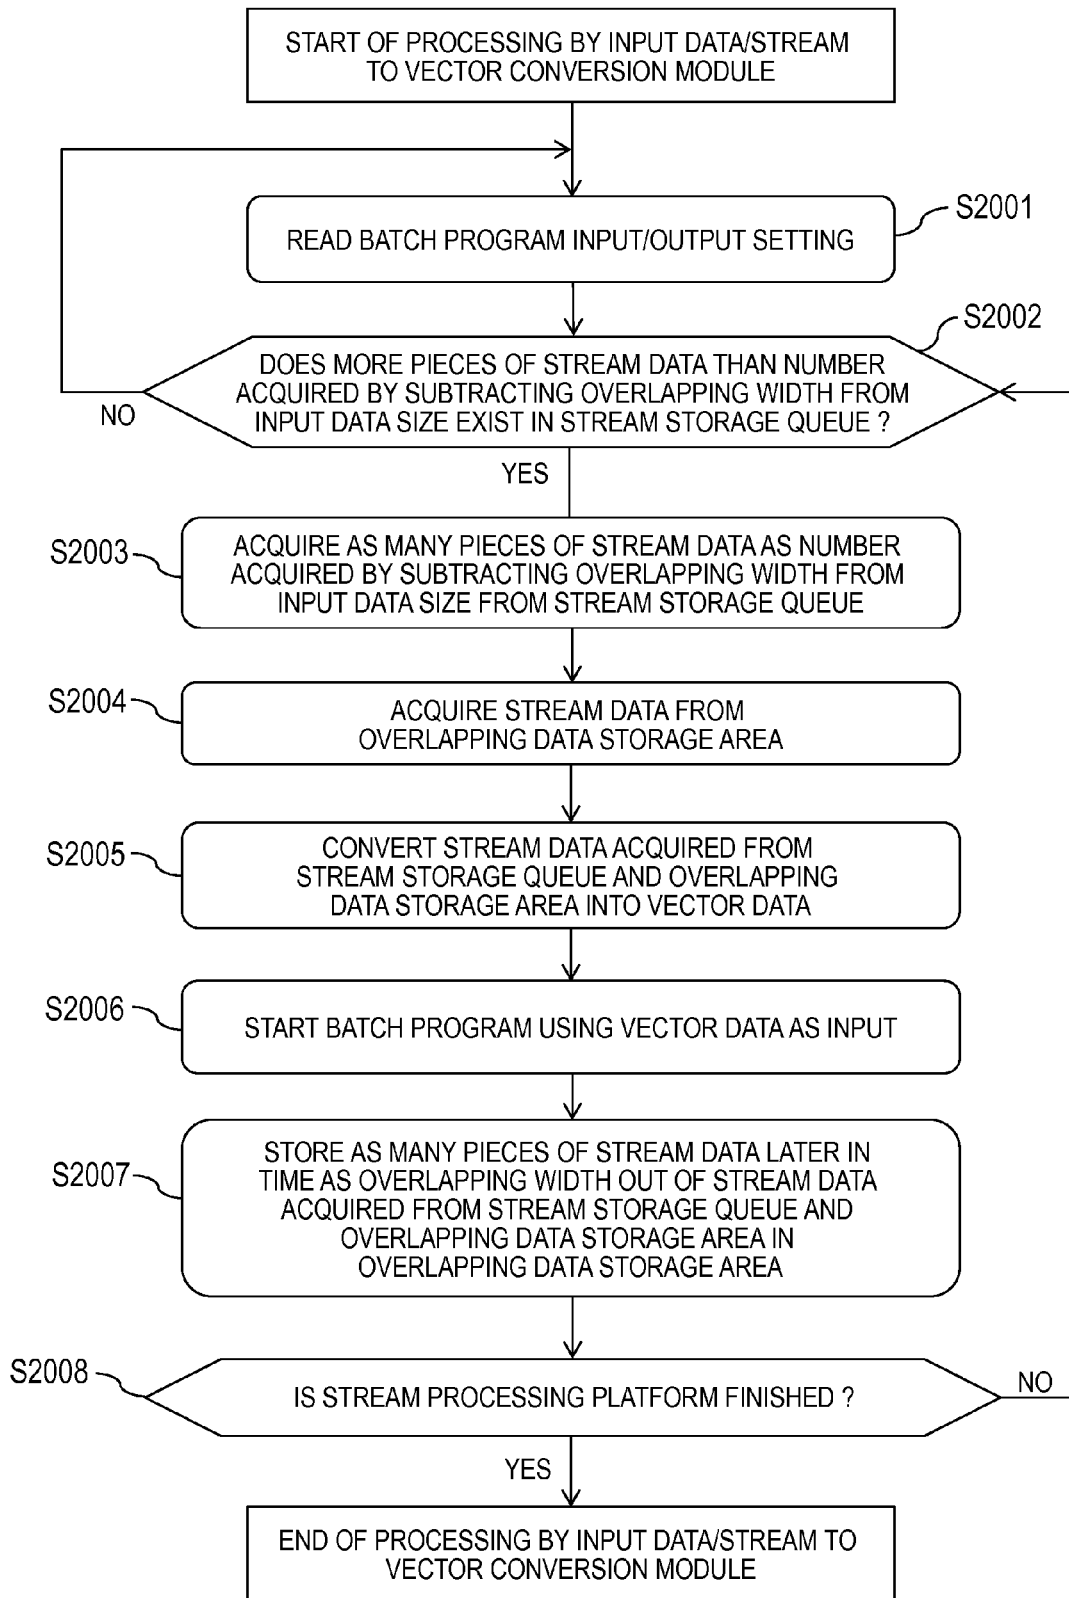 START OF PROCESSING BY INPUT DATA/STREAM
TO VECTOR CONVERSION MODULE
S2001
READ BATCH PROGRAM INPUT/OUTPUT SETTING
S2002
DOES MORE PIECES OF STREAM DATA THAN NUMBER
ACQUIRED BY SUBTRACTING OVERLAPPING WIDTH FROM
INPUT DATA SIZE EXIST IN STREAM STORAGE QUEUE ?
NO
YES
S2003
ACQUIRE AS MANY PIECES OF STREAM DATA AS NUMBER
ACQUIRED BY SUBTRACTING OVERLAPPING WIDTH FROM
INPUT DATA SIZE FROM STREAM STORAGE QUEUE
S2004
ACQUIRE STREAM DATA FROM
OVERLAPPING DATA STORAGE AREA
S2005
CONVERT STREAM DATA ACQUIRED FROM
STREAM STORAGE QUEUE AND OVERLAPPING
DATA STORAGE AREA INTO VECTOR DATA
S2006
START BATCH PROGRAM USING VECTOR DATA AS INPUT
S2007
STORE AS MANY PIECES OF STREAM DATA LATER IN
TIME AS OVERLAPPING WIDTH OUT OF STREAM DATA
ACQUIRED FROM STREAM STORAGE QUEUE AND
OVERLAPPING DATA STORAGE AREA IN
OVERLAPPING DATA STORAGE AREA
S2008
IS STREAM PROCESSING PLATFORM FINISHED ?
NO
YES
END OF PROCESSING BY INPUT DATA/STREAM TO
VECTOR CONVERSION MODULE